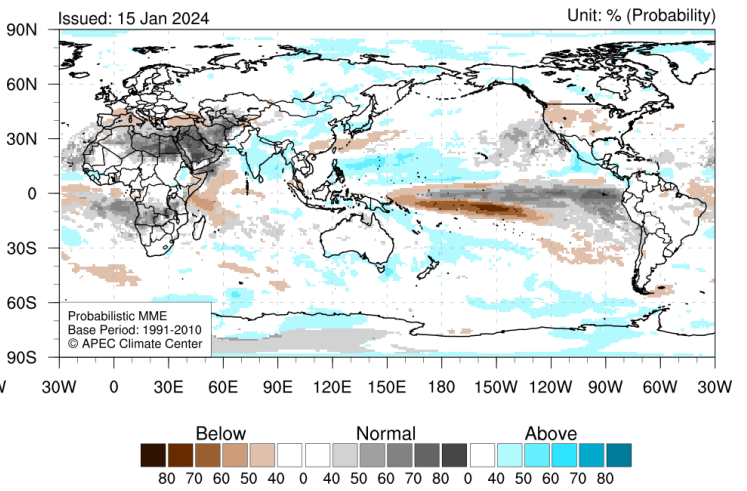 Issued: 15 Jan 2024
Unit: % (Probability)
90N
60N
30N
0
30S
60S
90S
Probabilistic MME
Base Period: 1991-2010
© APEC Climate Center
W 30W 0 30E 60E 90E 120E 150E 180 150W 120W 90W 60W 30W
Below Normal Above
80 70 60 50 40 0 40 50 60 70 80 0 40 50 60 70 80